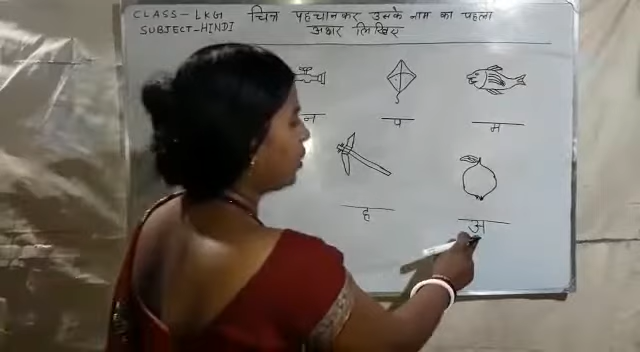 CLASS- LKG चित्र पहचानकर उसके नाम का पहला
SUBJECT-HINDI अक्षर लिखिए
न प म
ह अ